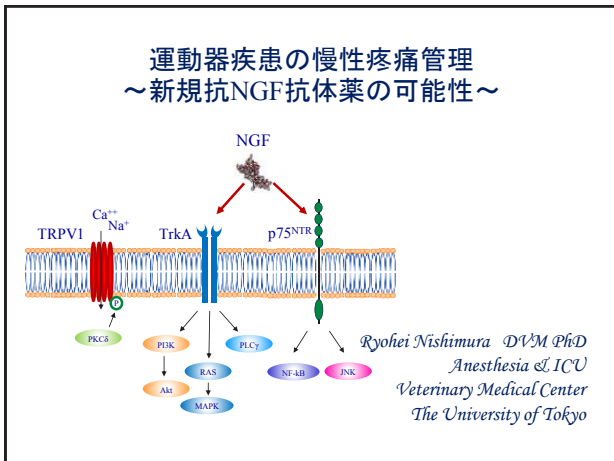 運動器疾患の慢性疼痛管理
～新規抗NGF抗体薬の可能性～
NGF
Ca⁺⁺
Na⁺
TRPV1
TrkA
p75ᴺᵀᴿ
P
PKCδ
PI3K
PLCγ
RAS
Akt
MAPK
NF-kB
JNK
Ryohei Nishimura DVM PhD
Anesthesia & ICU
Veterinary Medical Center
The University of Tokyo